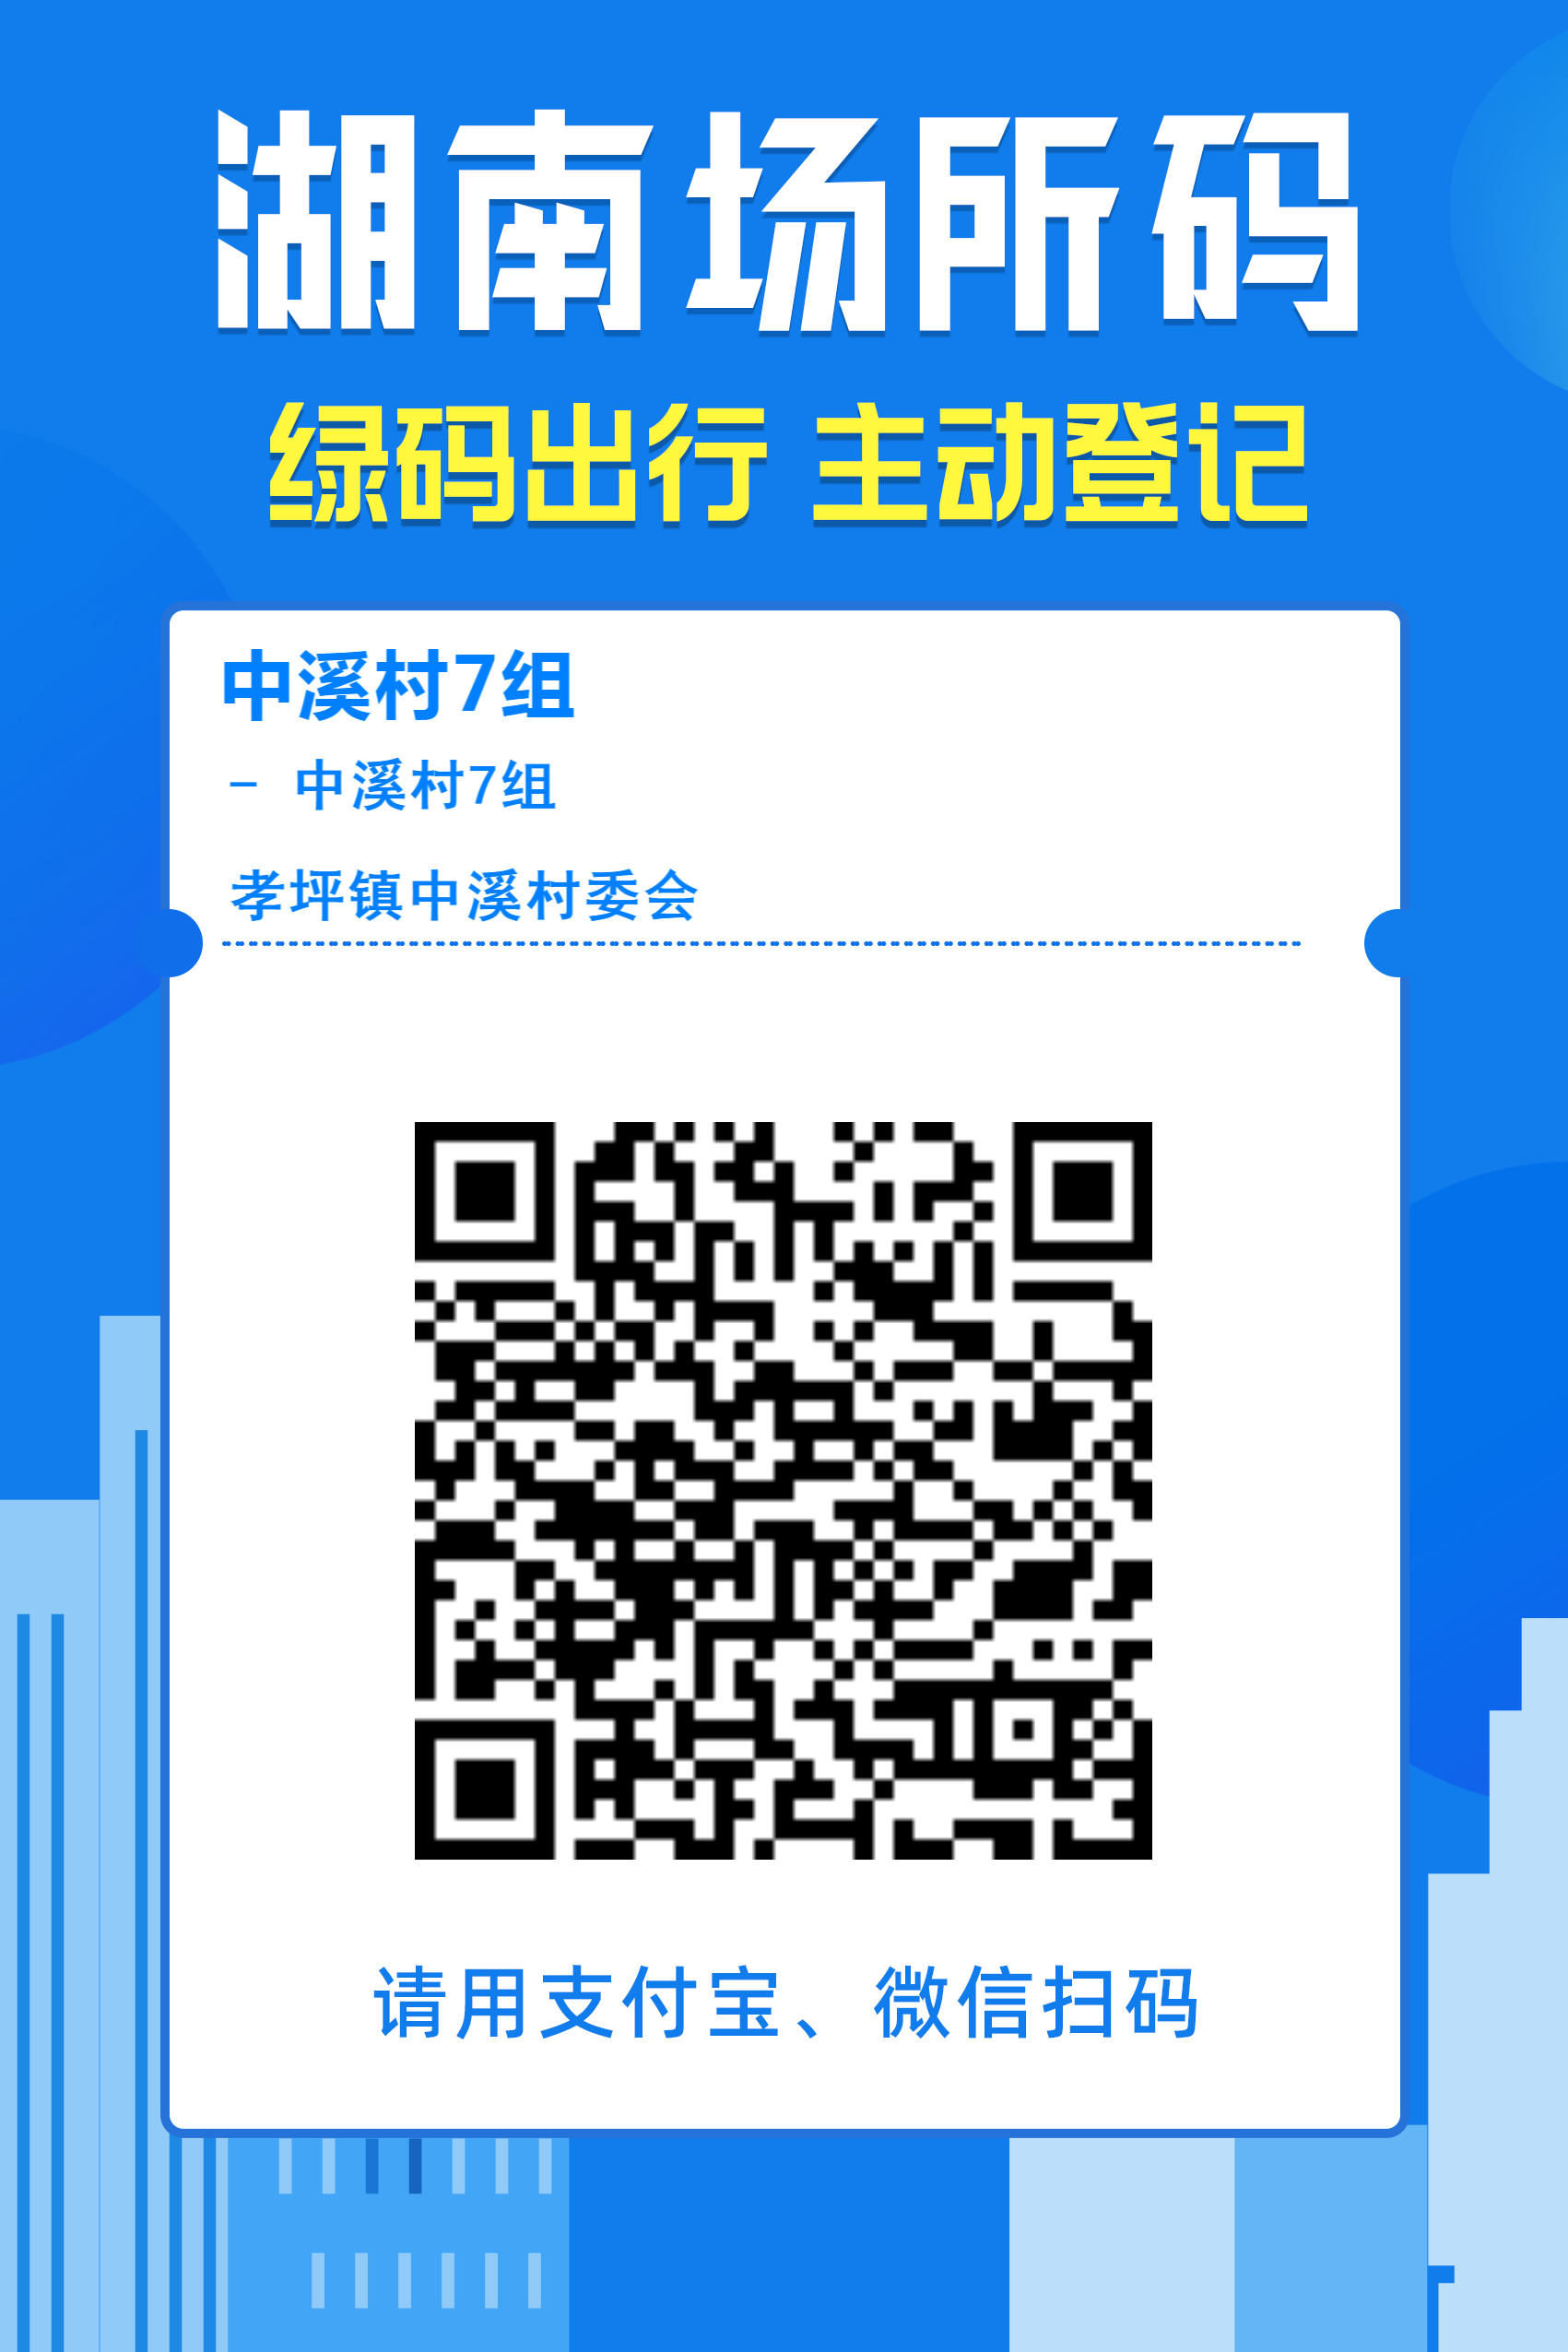 湖南场所码
绿码出行 主动登记
中溪村7组
– 中溪村7组
孝坪镇中溪村委会
请用支付宝、微信扫码